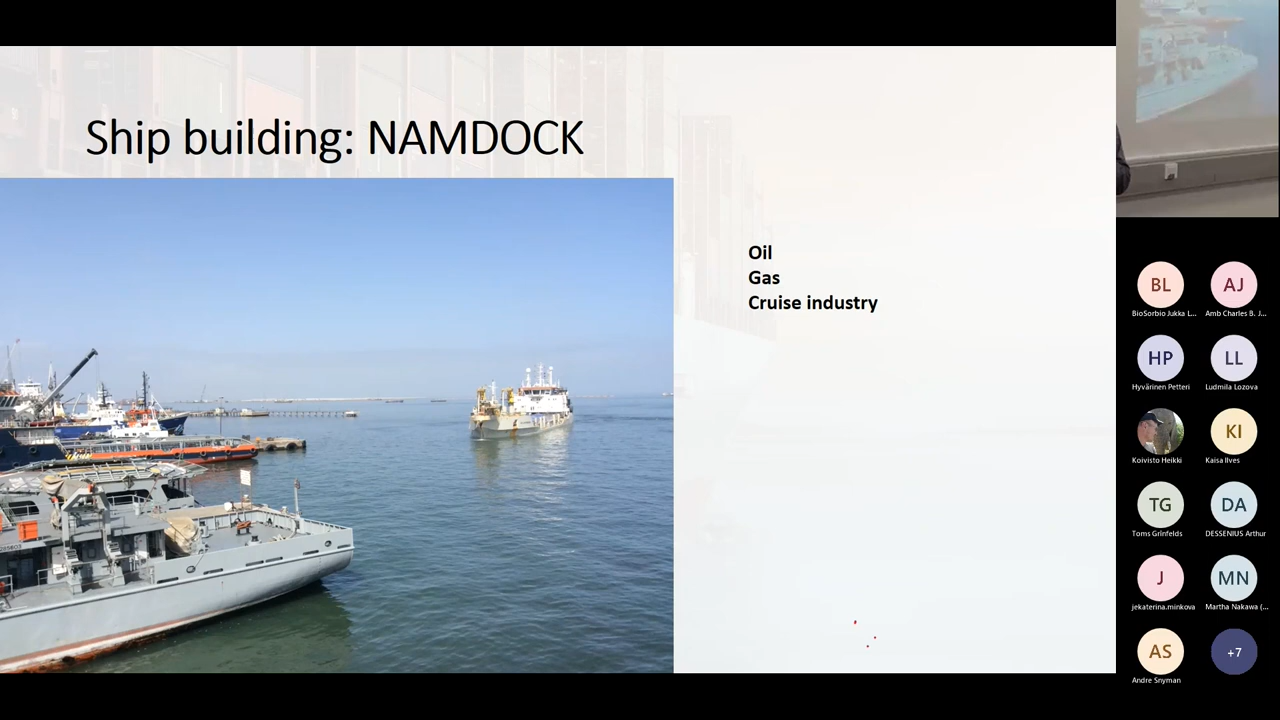 Ship building: NAMDOCK
Oil
Gas
Cruise industry
BL
AJ
BioSorbio Jukka L...
Amb Charles B. J...
HP
LL
Hyvärinen Petteri
Ludmila Lozova
KI
Koivisto Heikki
Kaisa Ilves
TG
DA
Toms Grīnfelds
DESSENIUS Arthur
J
MN
jekaterina.minkova
Martha Nakawa (...
AS
+7
Andre Snyman